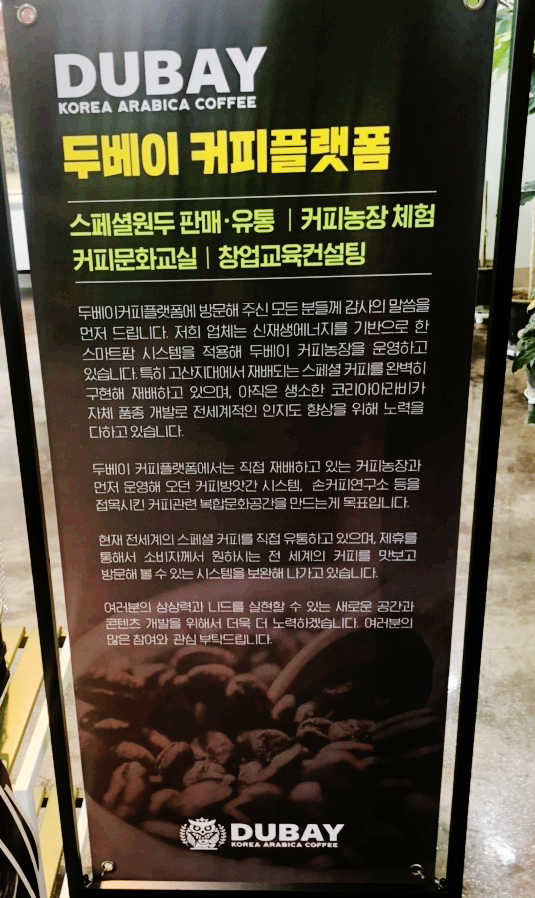 DUBAY
KOREA ARABICA COFFEE
두베이 커피플랫폼
스페셜원두 판매·유통 | 커피농장 체험
커피문화교실 | 창업교육컨설팅
두베이커피플랫폼에 방문해 주신 모든 분들께 감사의 말씀을
먼저 드립니다. 저희 업체는 신재생에너지를 기반으로 한
스마트팜 시스템을 적용해 두베이 커피농장을 운영하고
있습니다. 특히 고산지대에서 재배되는 스페셜 커피를 완벽히
구현해 재배하고 있으며, 아직은 생소한 코리아아라비카
자체 품종 개발로 전세계적인 인지도 향상을 위해 노력을
다하고 있습니다.
두베이 커피플랫폼에서는 직접 재배하고 있는 커피농장과
먼저 운영해 오던 커피방앗간 시스템, 손커피연구소 등을
접목시킨 커피관련 복합문화공간을 만드는게 목표입니다.
현재 전세계의 스페셜 커피를 직접 유통하고 있으며, 제휴를
통해서 소비자께서 원하시는 전 세계의 커피를 맛보고
방문해 볼 수 있는 시스템을 보완해 나가고 있습니다.
여러분의 상상력과 니드를 실현할 수 있는 새로운 공간과
콘텐츠 개발을 위해서 더욱 더 노력하겠습니다. 여러분의
많은 참여와 관심 부탁드립니다.
DUBAY
KOREA ARABICA COFFEE